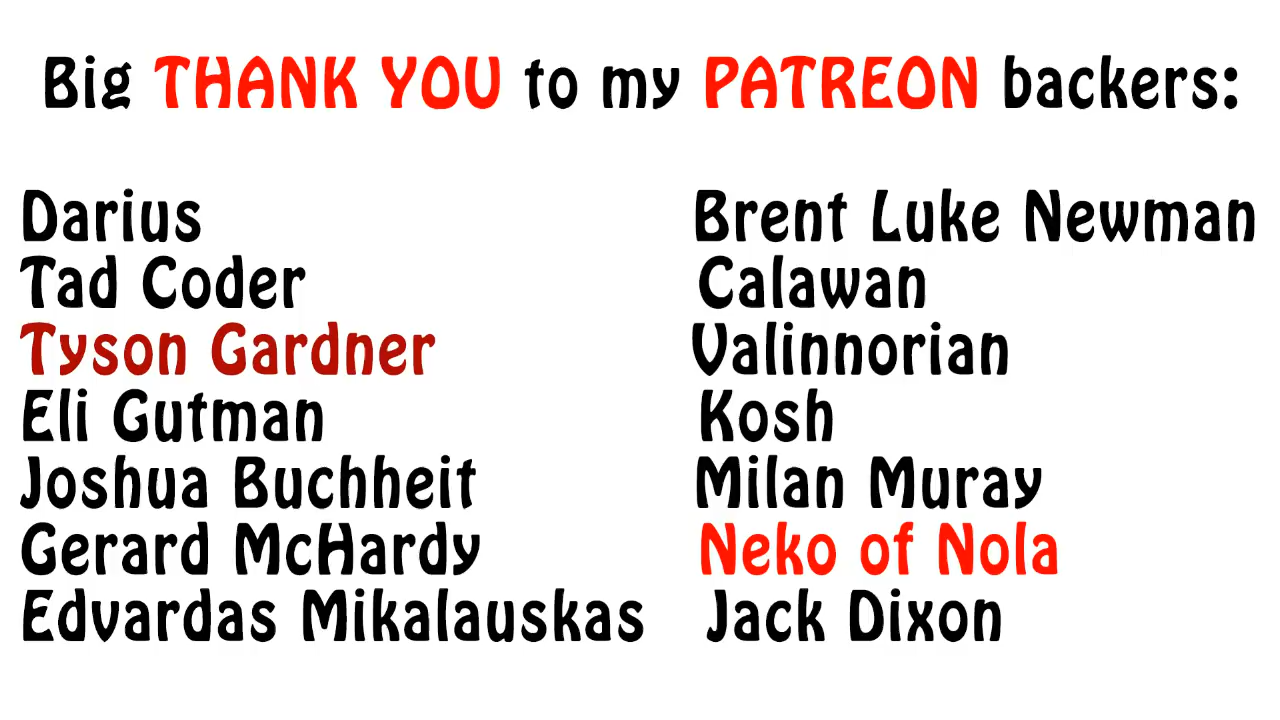 Big THANK YOU to my PATREON backers:
Darius
Tad Coder
Tyson Gardner
Eli Gutman
Joshua Buchheit
Gerard McHardy
Edvardas Mikalauskas
Brent Luke Newman
Calawan
Valinnorian
Kosh
Milan Muray
Neko of Nola
Jack Dixon